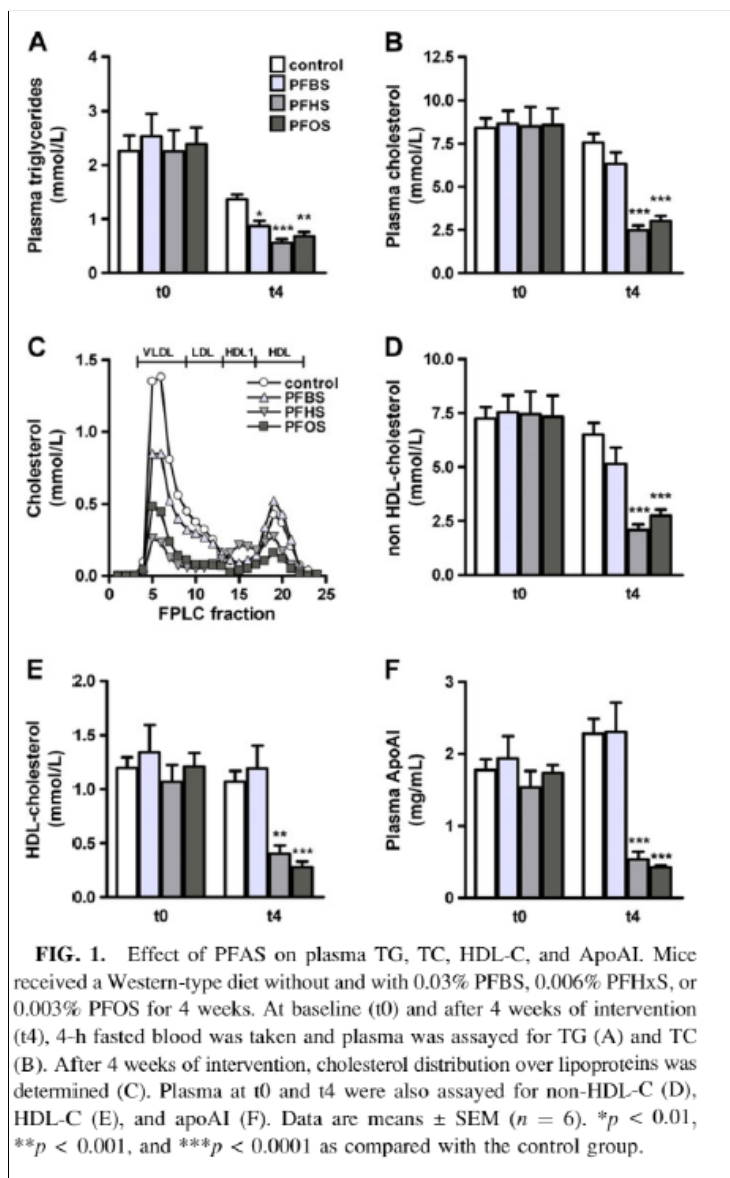 A
Plasma triglycerides
(mmol/L)
4
3
2
1
0
control
PFBS
PFHS
PFOS
*
***
**
t0
t4
B
Plasma cholesterol
(mmol/L)
10.0
7.5
5.0
2.5
0.0
***
***
t0
t4
C
Cholesterol
(mmol/L)
1.5
1.0
0.5
0.0
VLDL
LDL
HDL1
HDL
control
PFBS
PFHS
PFOS
0 5 10 15 20 25
FPLC fraction
D
non HDL-cholesterol
(mmol/L)
10.0
7.5
5.0
2.5
0.0
***
***
t0
t4
E
HDL-cholesterol
(mmol/L)
2.0
1.5
1.0
0.5
0.0
**
***
t0
t4
F
Plasma ApoAI
(mg/mL)
3
2
1
0
***
***
t0
t4
FIG. 1. Effect of PFAS on plasma TG, TC, HDL-C, and ApoAI. Mice
received a Western-type diet without and with 0.03% PFBS, 0.006% PFHxS, or
0.003% PFOS for 4 weeks. At baseline (t0) and after 4 weeks of intervention
(t4), 4-h fasted blood was taken and plasma was assayed for TG (A) and TC
(B). After 4 weeks of intervention, cholesterol distribution over lipoproteins was
determined (C). Plasma at t0 and t4 were also assayed for non-HDL-C (D),
HDL-C (E), and apoAI (F). Data are means ± SEM (n = 6). *p < 0.01,
**p < 0.001, and ***p < 0.0001 as compared with the control group.